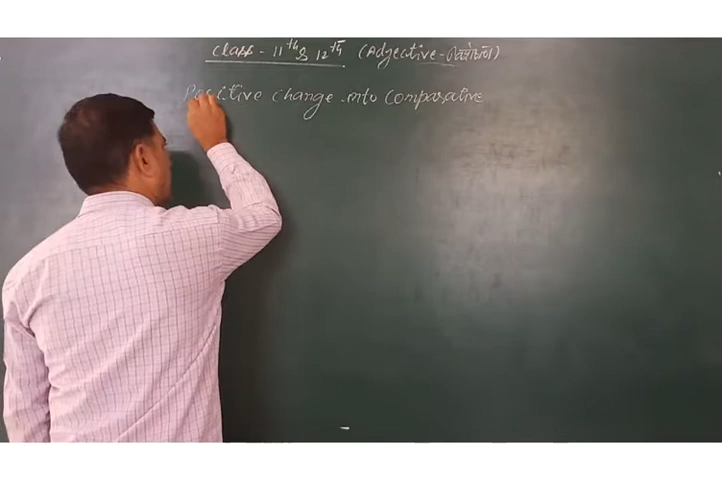 Class - 11th & 12th (Adjective - विशेषण)
Positive Change into Comparative